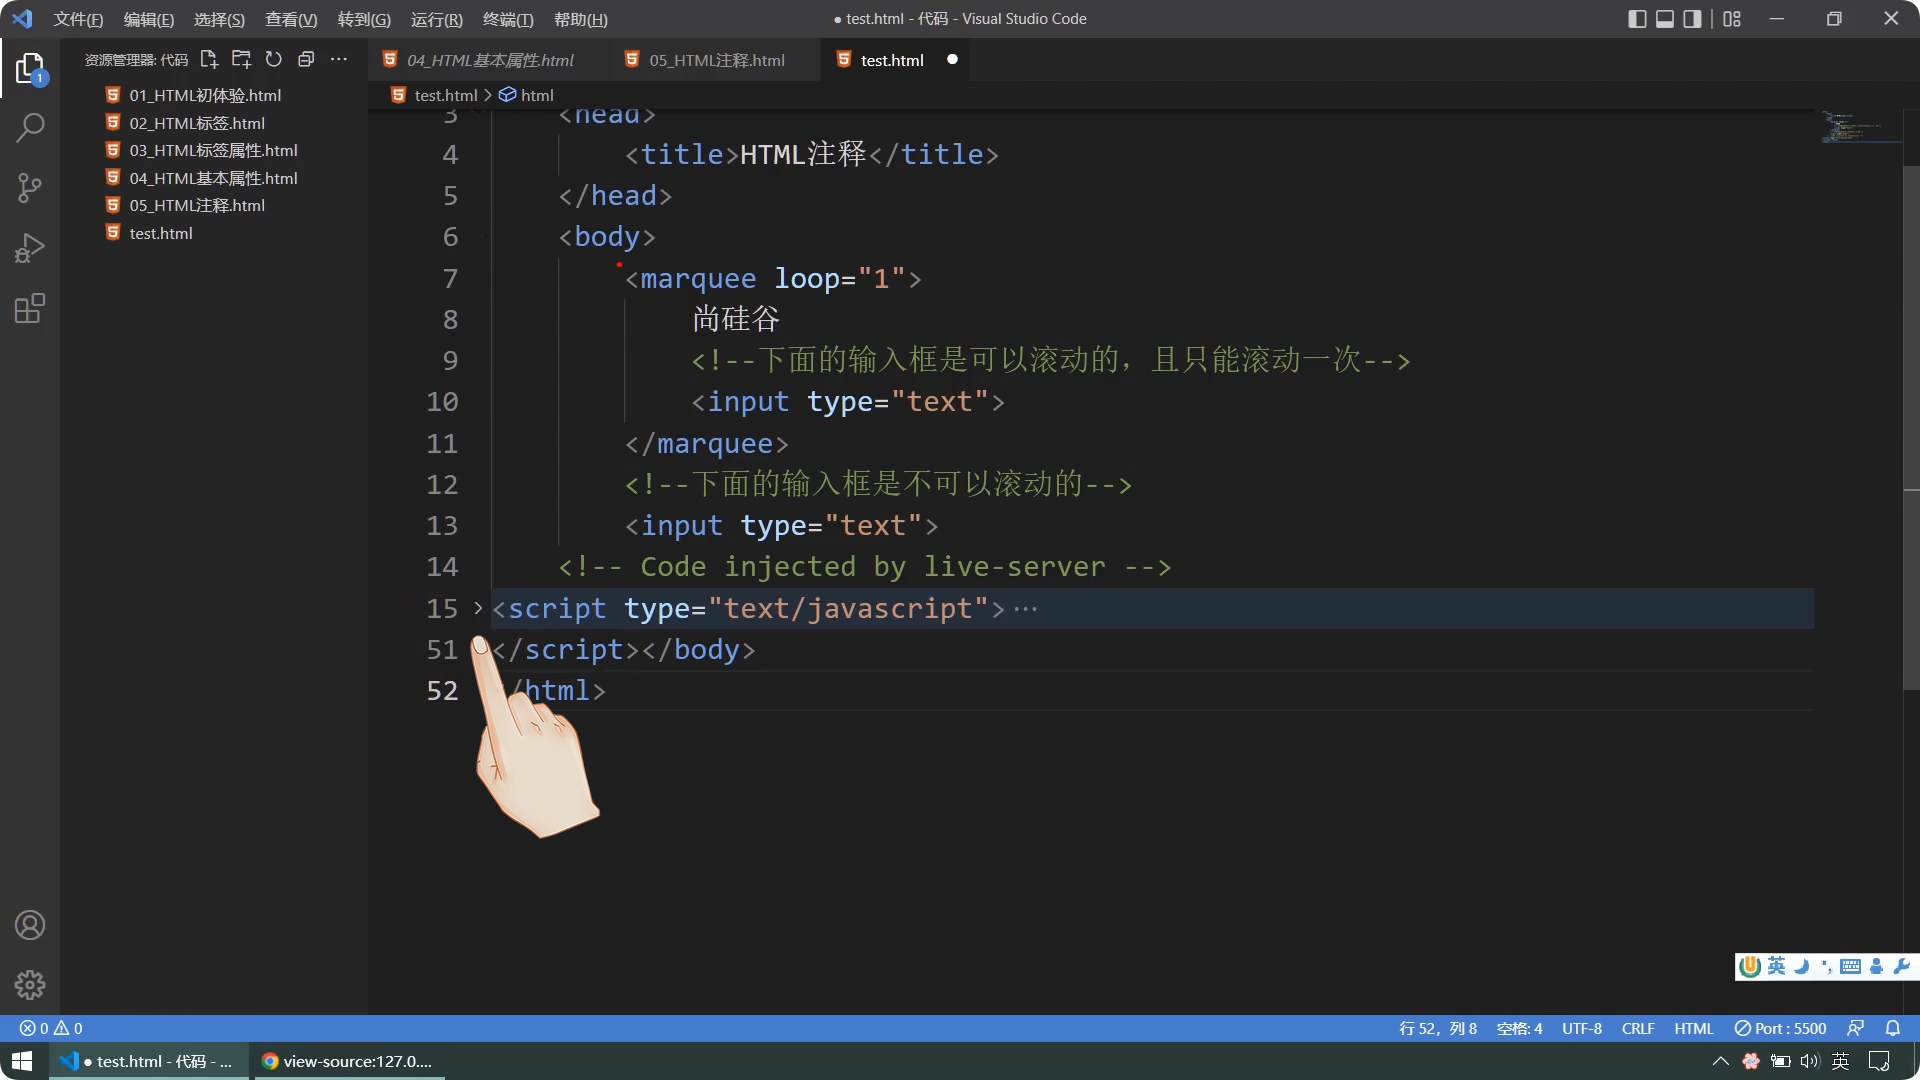 文件(F) 编辑(E) 选择(S) 查看(V) 转到(G) 运行(R) 终端(T) 帮助(H) ● test.html - 代码 - Visual Studio Code
资源管理器: 代码
04_HTML基本属性.html 05_HTML注释.html test.html
test.html > html
1
01_HTML初体验.html
02_HTML标签.html
03_HTML标签属性.html
04_HTML基本属性.html
05_HTML注释.html
test.html
3 <head>
4 <title>HTML注释</title>
5 </head>
6 <body>
7 <marquee loop="1">
8 尚硅谷
9 <!--下面的输入框是可以滚动的，且只能滚动一次-->
10 <input type="text">
11 </marquee>
12 <!--下面的输入框是不可以滚动的-->
13 <input type="text">
14 <!-- Code injected by live-server -->
15 <script type="text/javascript">⋯
51 </script></body>
52 /html>
英
0 0 行 52，列 8 空格: 4 UTF-8 CRLF HTML Port : 5500
● test.html - 代码 - ... view-source:127.0.... 英